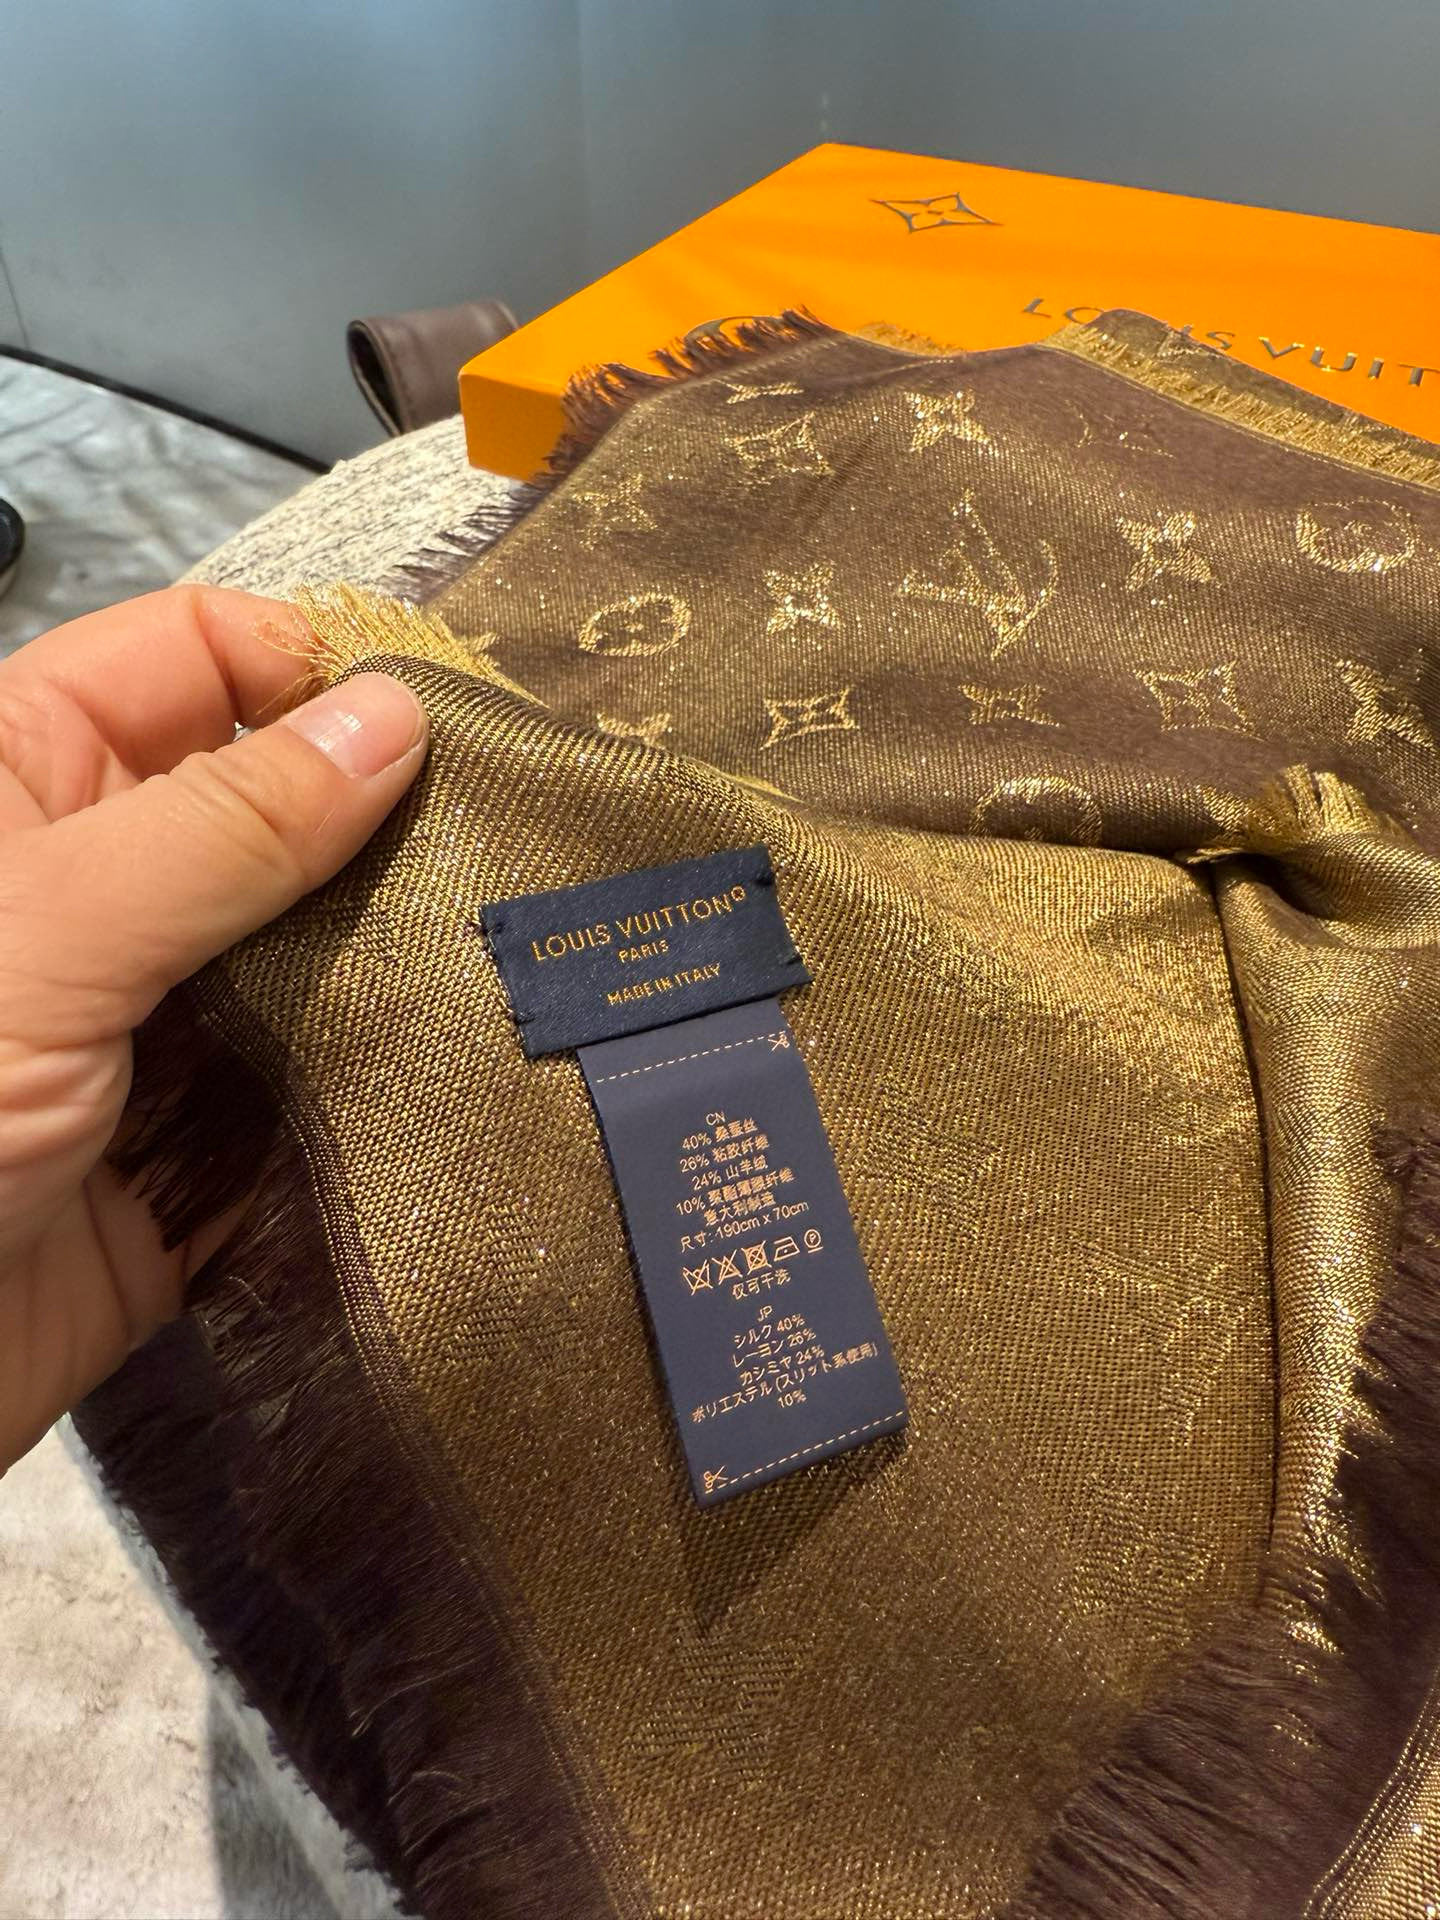 LOUIS VUIT
LOUIS VUITTON
PARIS
MADE IN ITALY
CN
40% 桑蚕丝
26% 粘胶纤维
24% 山羊绒
10% 聚酯薄膜纤维
意大利制造
尺寸: 190cm x 70cm
P
仅可干洗
JP
シルク 40%
レーヨン 26%
カシミヤ 24%
ポリエステル (スリット糸使用)
10%